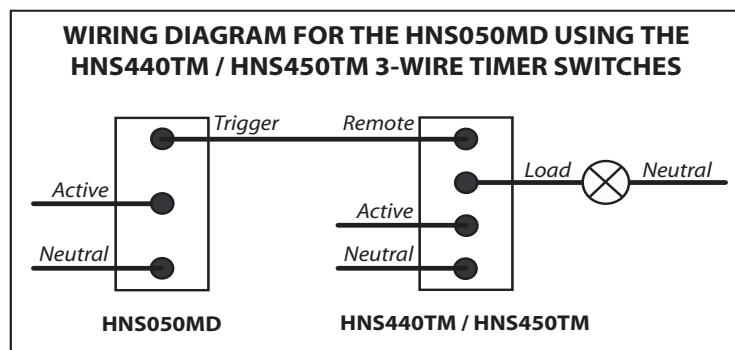 WIRING DIAGRAM FOR THE HNS050MD USING THE
HNS440TM / HNS450TM 3-WIRE TIMER SWITCHES
Trigger
Remote
Load
Neutral
Active
Active
Neutral
Neutral
HNS050MD
HNS440TM / HNS450TM